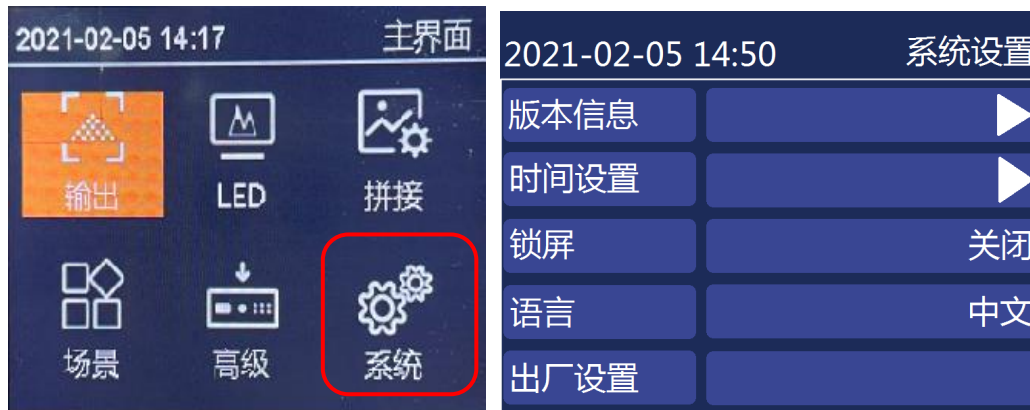 2021-02-05 14:17 主界面
输出 LED 拼接
场景 高级 系统
2021-02-05 14:50 系统设置
版本信息
时间设置
锁屏 关闭
语言 中文
出厂设置